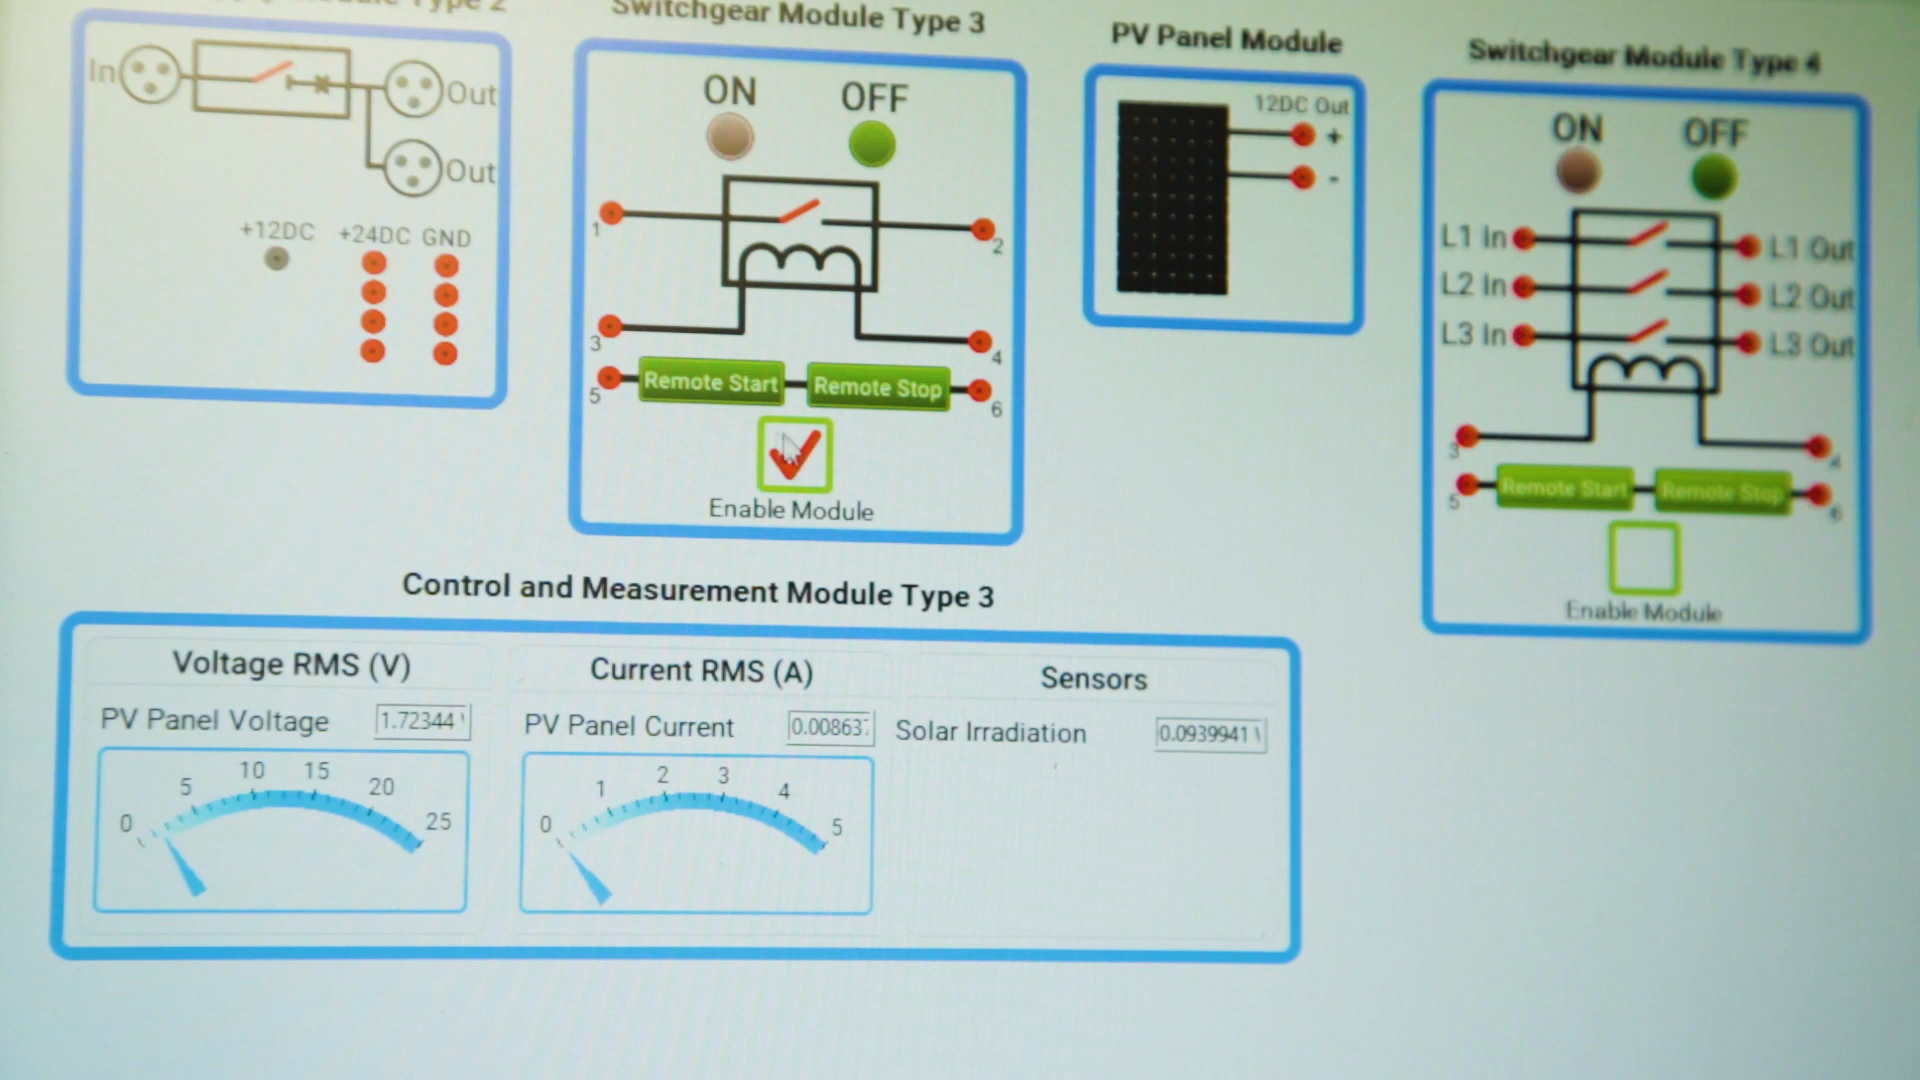 Module Type 2
In
Out
Out
+12DC +24DC GND
Switchgear Module Type 3
ON OFF
1
2
3
4
5
Remote Start
Remote Stop
6
Enable Module
PV Panel Module
12DC Out
+
-
Switchgear Module Type 4
ON OFF
L1 In
L1 Out
L2 In
L2 Out
L3 In
L3 Out
3
4
5
Remote Start
Remote Stop
6
Enable Module
Control and Measurement Module Type 3
Voltage RMS (V)
PV Panel Voltage
1.72344
0 5 10 15 20 25
Current RMS (A)
PV Panel Current
0.00863
0 1 2 3 4 5
Sensors
Solar Irradiation
0.0939941